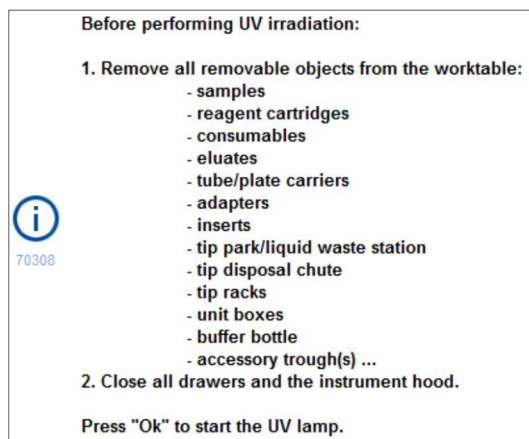 Before performing UV irradiation:
1. Remove all removable objects from the worktable:
- samples
- reagent cartridges
- consumables
- eluates
- tube/plate carriers
- adapters
- inserts
- tip park/liquid waste station
- tip disposal chute
- tip racks
- unit boxes
- buffer bottle
- accessory trough(s) ...
2. Close all drawers and the instrument hood.
Press "Ok" to start the UV lamp.
i
70308